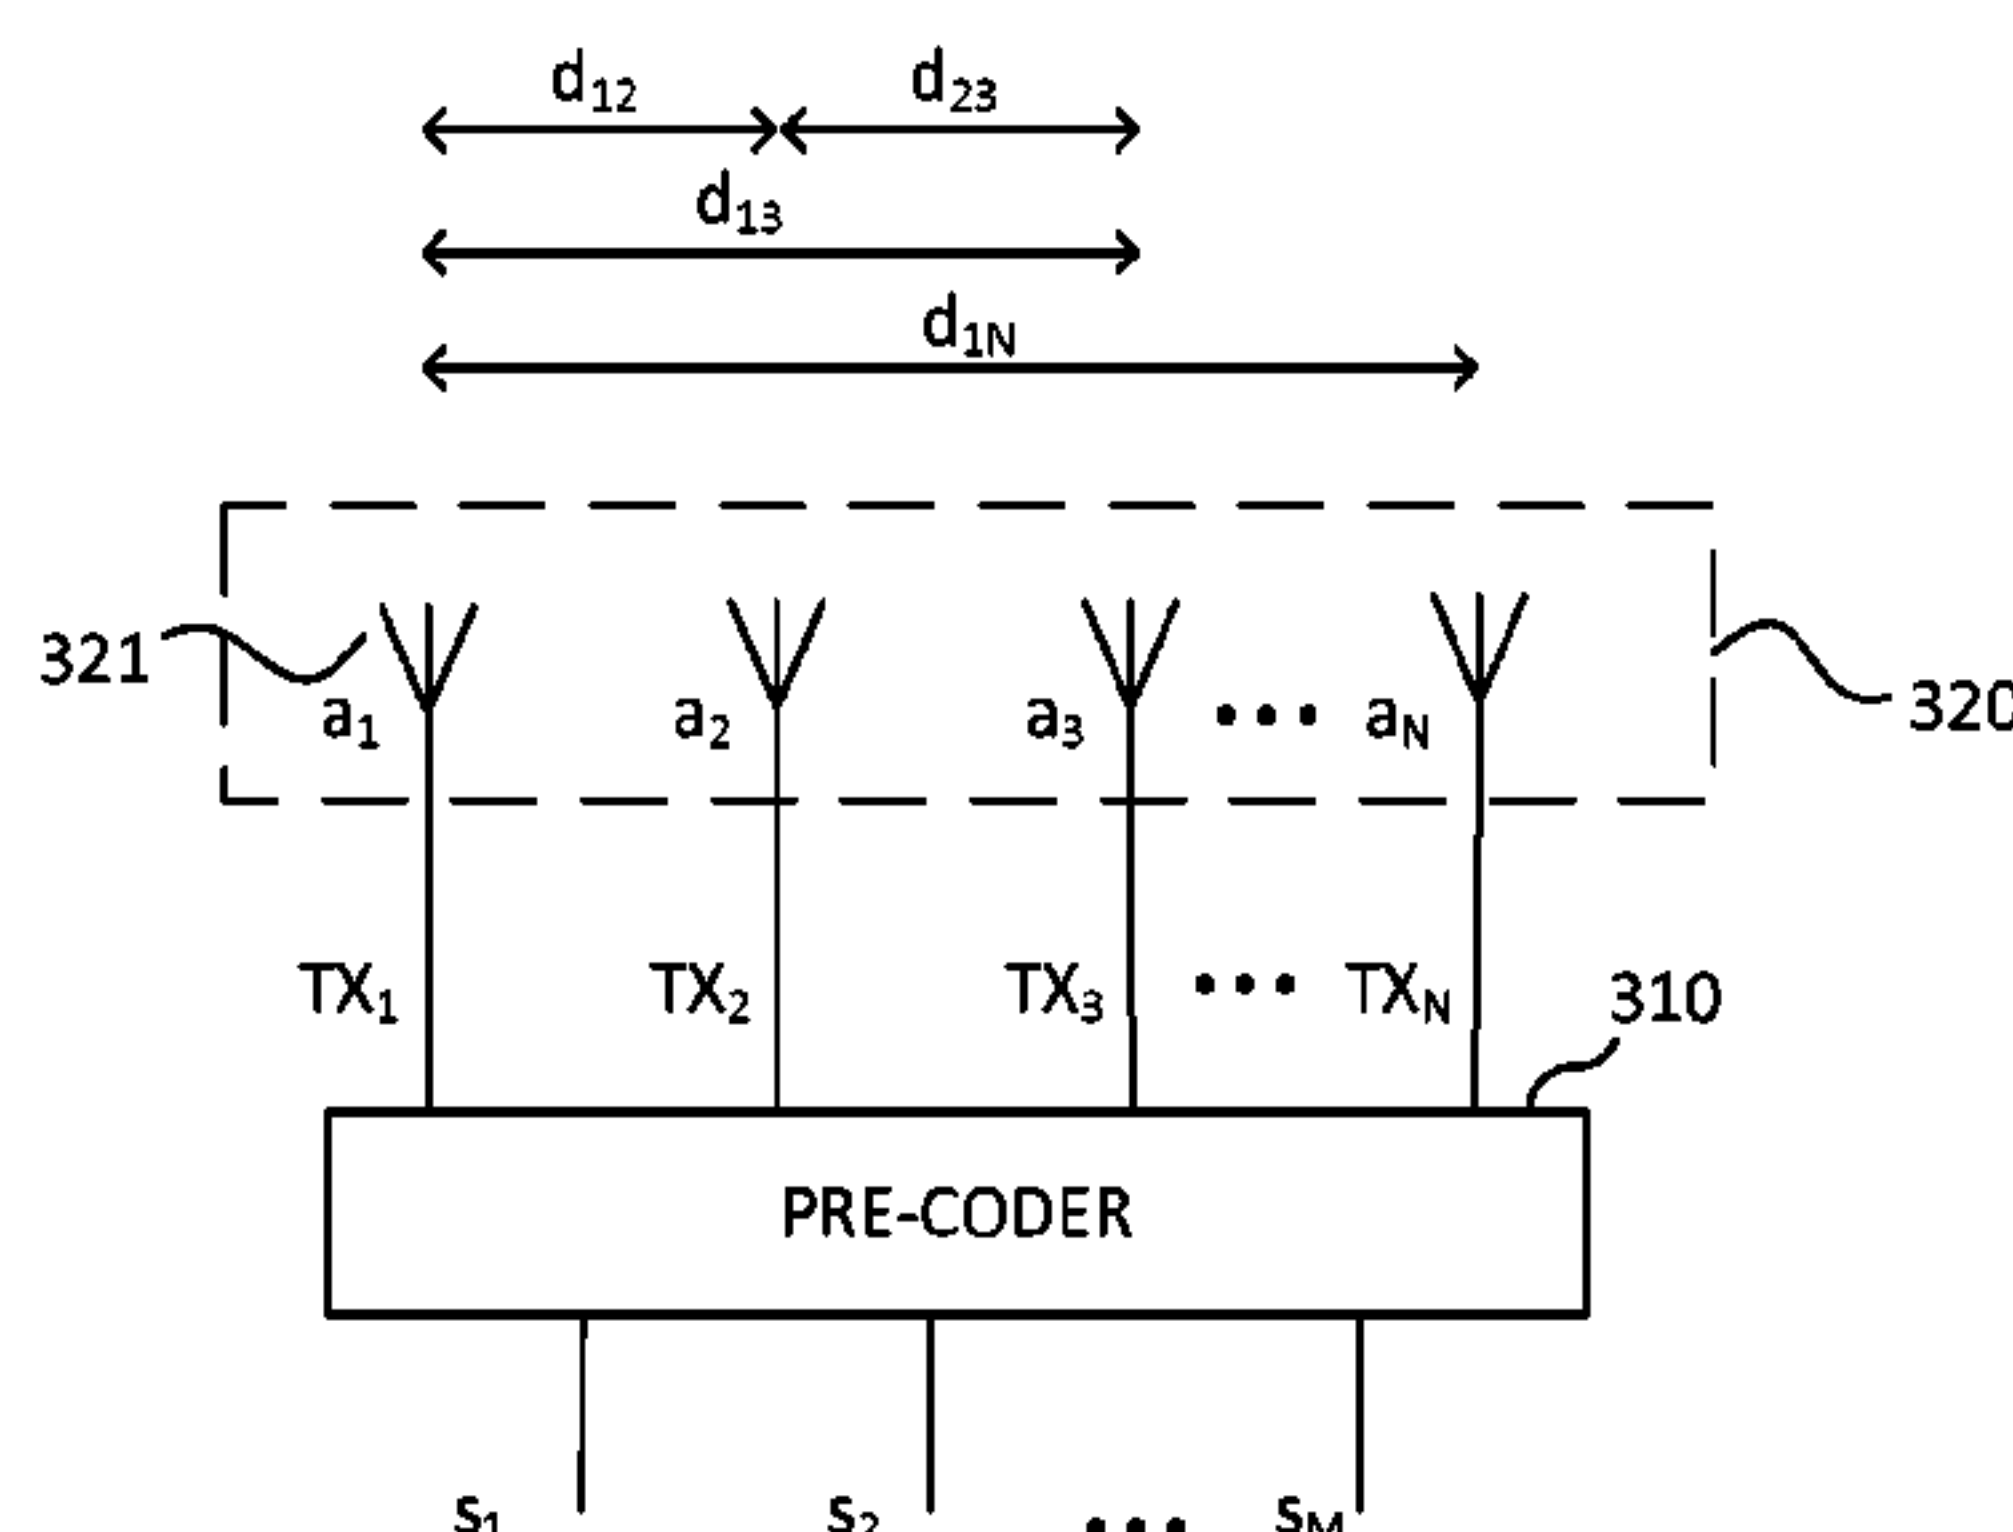 d12 d23
d13
d1N
321 a1 a2 a3 ••• aN 320
TX1 TX2 TX3 ••• TXN 310
PRE-CODER
s1 s2 ••• sM